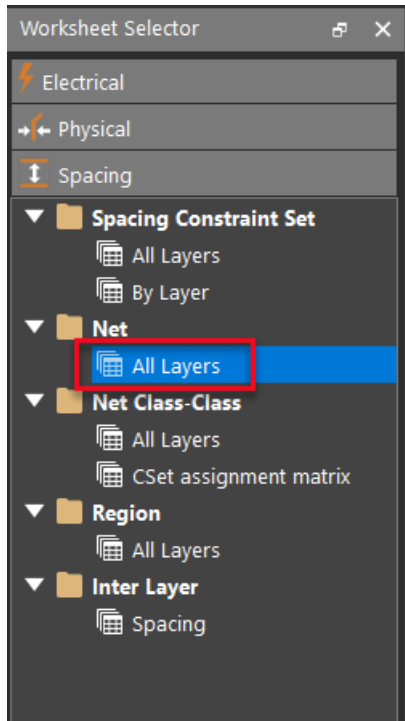 Worksheet Selector
Electrical
Physical
Spacing
Spacing Constraint Set
All Layers
By Layer
Net
All Layers
Net Class-Class
All Layers
CSet assignment matrix
Region
All Layers
Inter Layer
Spacing